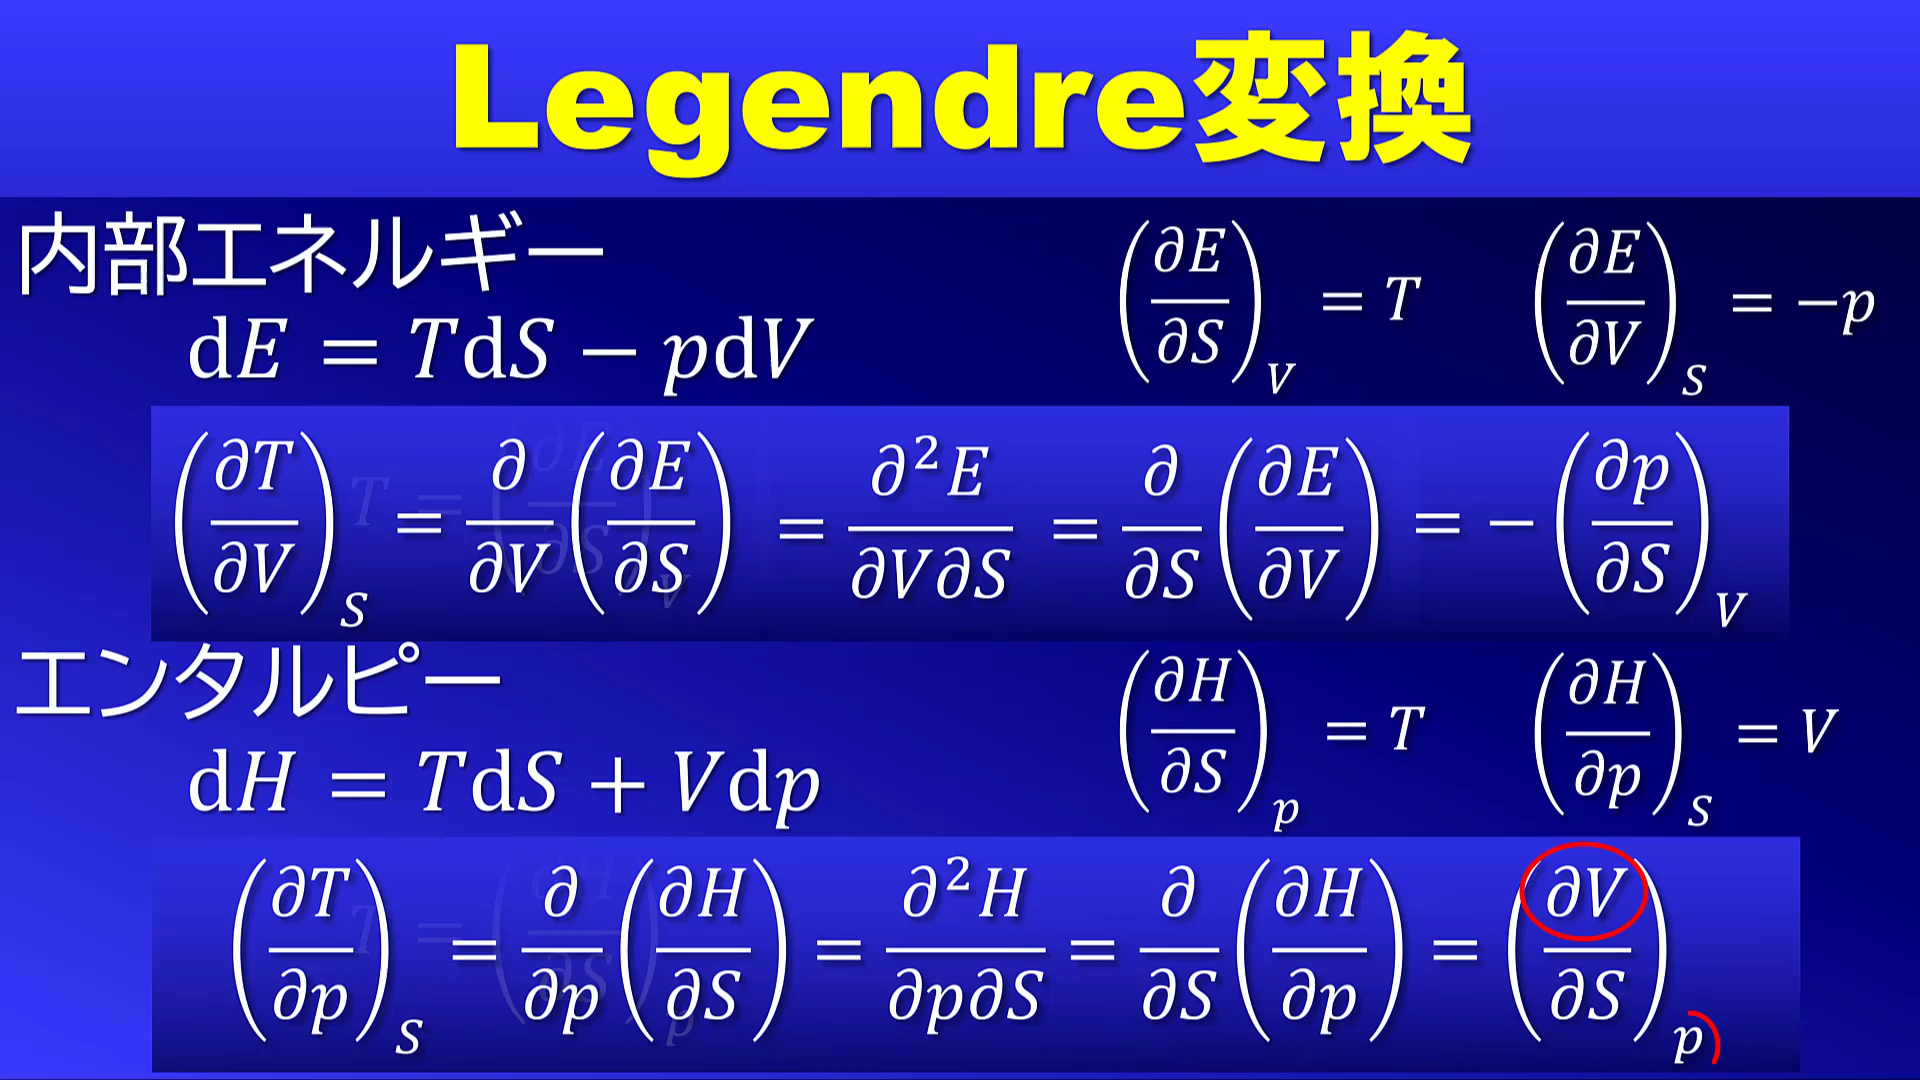 Legendre変換
内部エネルギー
(∂E/∂S)_V = T (∂E/∂V)_S = −p
dE = TdS − pdV
(∂T/∂V)_S = ∂/∂V (∂E/∂S) = ∂²E/∂V∂S = ∂/∂S (∂E/∂V) = −(∂p/∂S)_V
エンタルピー
(∂H/∂S)_p = T (∂H/∂p)_S = V
dH = TdS + Vdp
(∂T/∂p)_S = ∂/∂p (∂H/∂S) = ∂²H/∂p∂S = ∂/∂S (∂H/∂p) = (∂V/∂S)_p